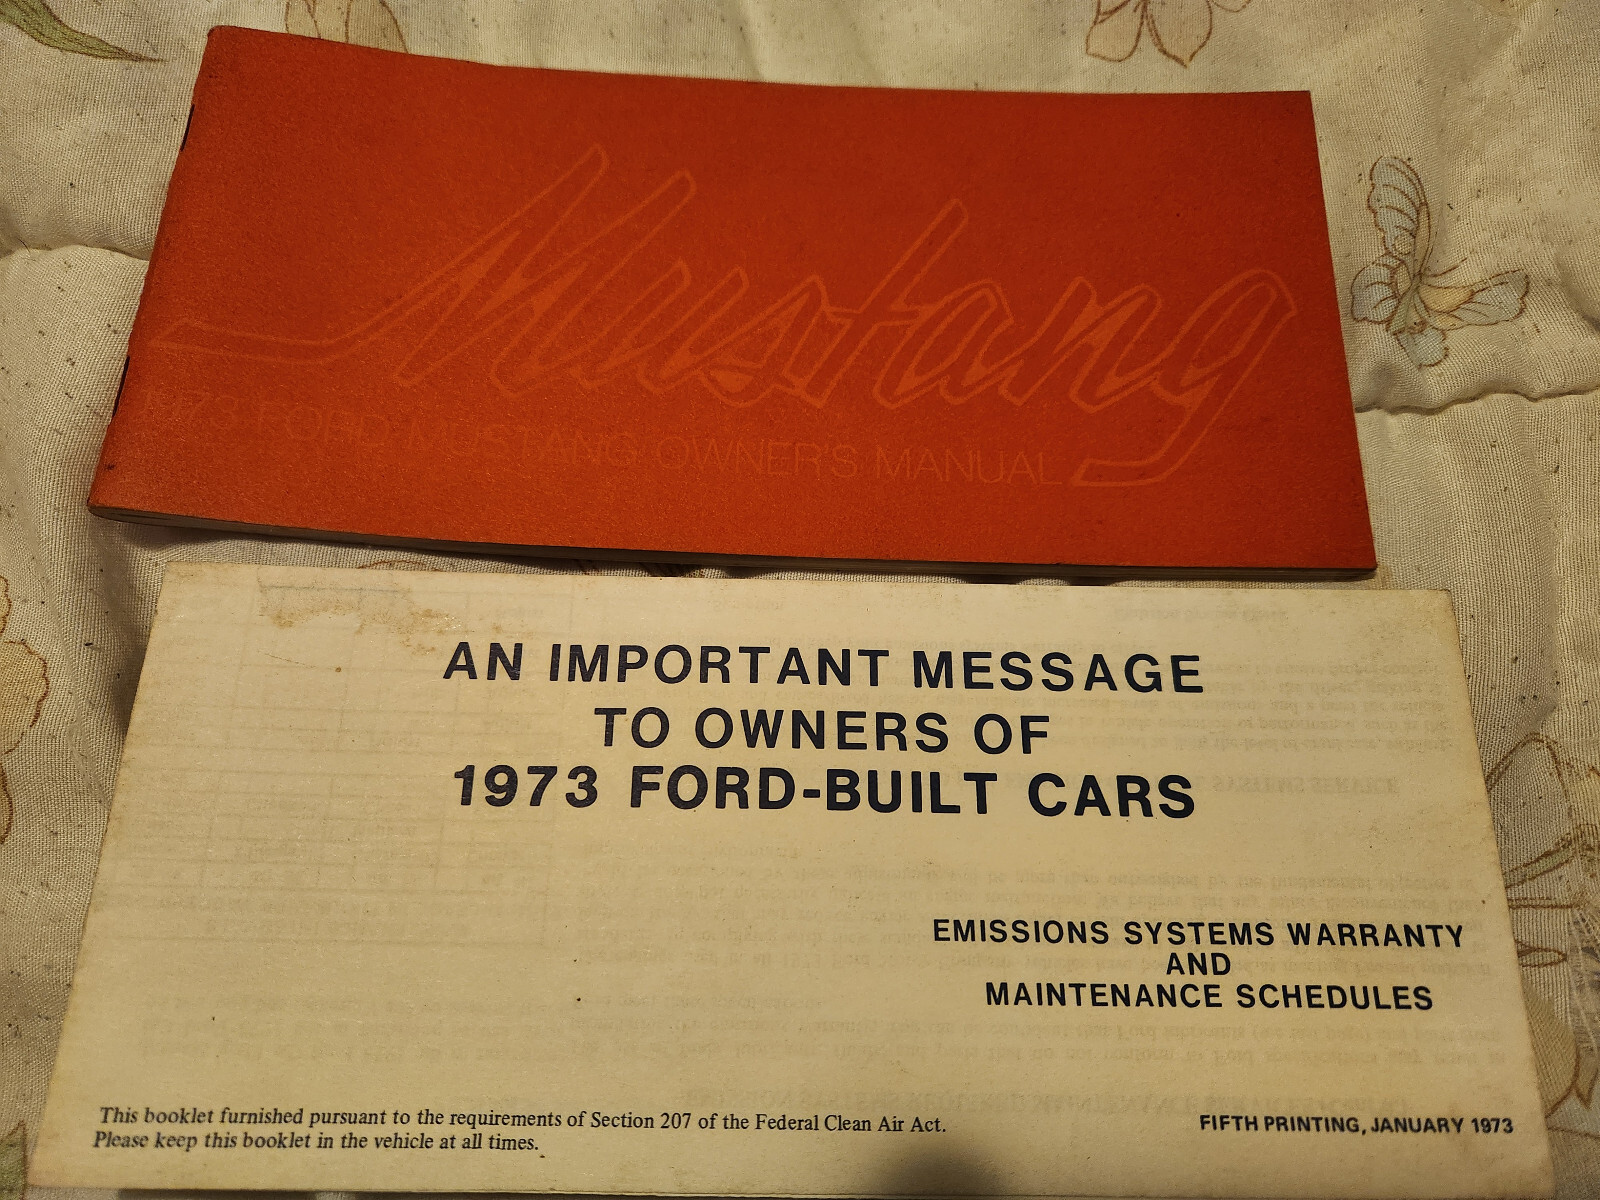 Mustang
1973 FORD MUSTANG OWNER'S MANUAL
AN IMPORTANT MESSAGE
TO OWNERS OF
1973 FORD-BUILT CARS
EMISSIONS SYSTEMS WARRANTY
AND
MAINTENANCE SCHEDULES
This booklet furnished pursuant to the requirements of Section 207 of the Federal Clean Air Act.
Please keep this booklet in the vehicle at all times.
FIFTH PRINTING, JANUARY 1973